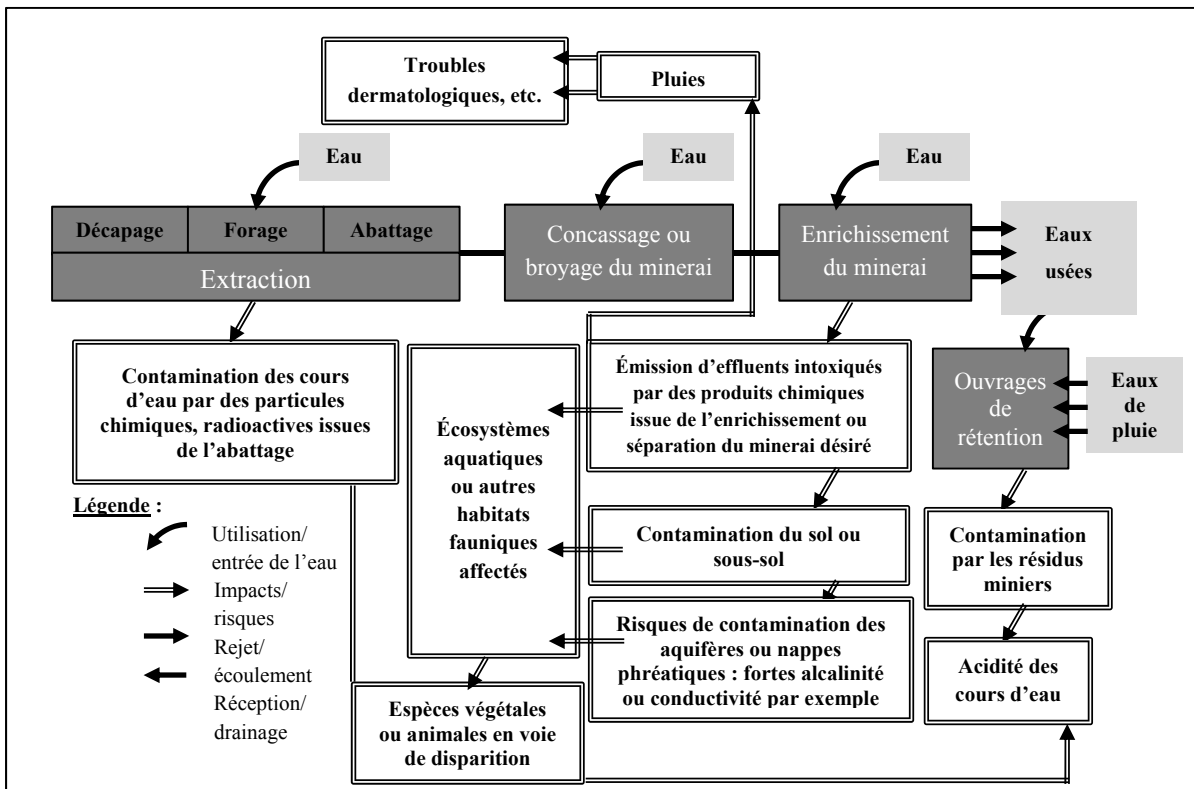 Troubles
dermatologiques, etc.
Pluies
Eau
Eau
Eau
Décapage
Forage
Abattage
Extraction
Concassage ou
broyage du minerai
Enrichissement
du minerai
Eaux
usées
Contamination des cours
d’eau par des particules
chimiques, radioactives issues
de l’abattage
Écosystèmes
aquatiques
ou autres
habitats
fauniques
affectés
Émission d’effluents intoxiqués
par des produits chimiques
issue de l’enrichissement ou
séparation du minerai désiré
Ouvrages
de
rétention
Eaux
de
pluie
Légende :
Utilisation/
entrée de l’eau
Impacts/
risques
Rejet/
écoulement
Réception/
drainage
Contamination du sol ou
sous-sol
Contamination
par les résidus
miniers
Risques de contamination des
aquifères ou nappes
phréatiques : fortes alcalinité
ou conductivité par exemple
Acidité des
cours d’eau
Espèces végétales
ou animales en voie
de disparition